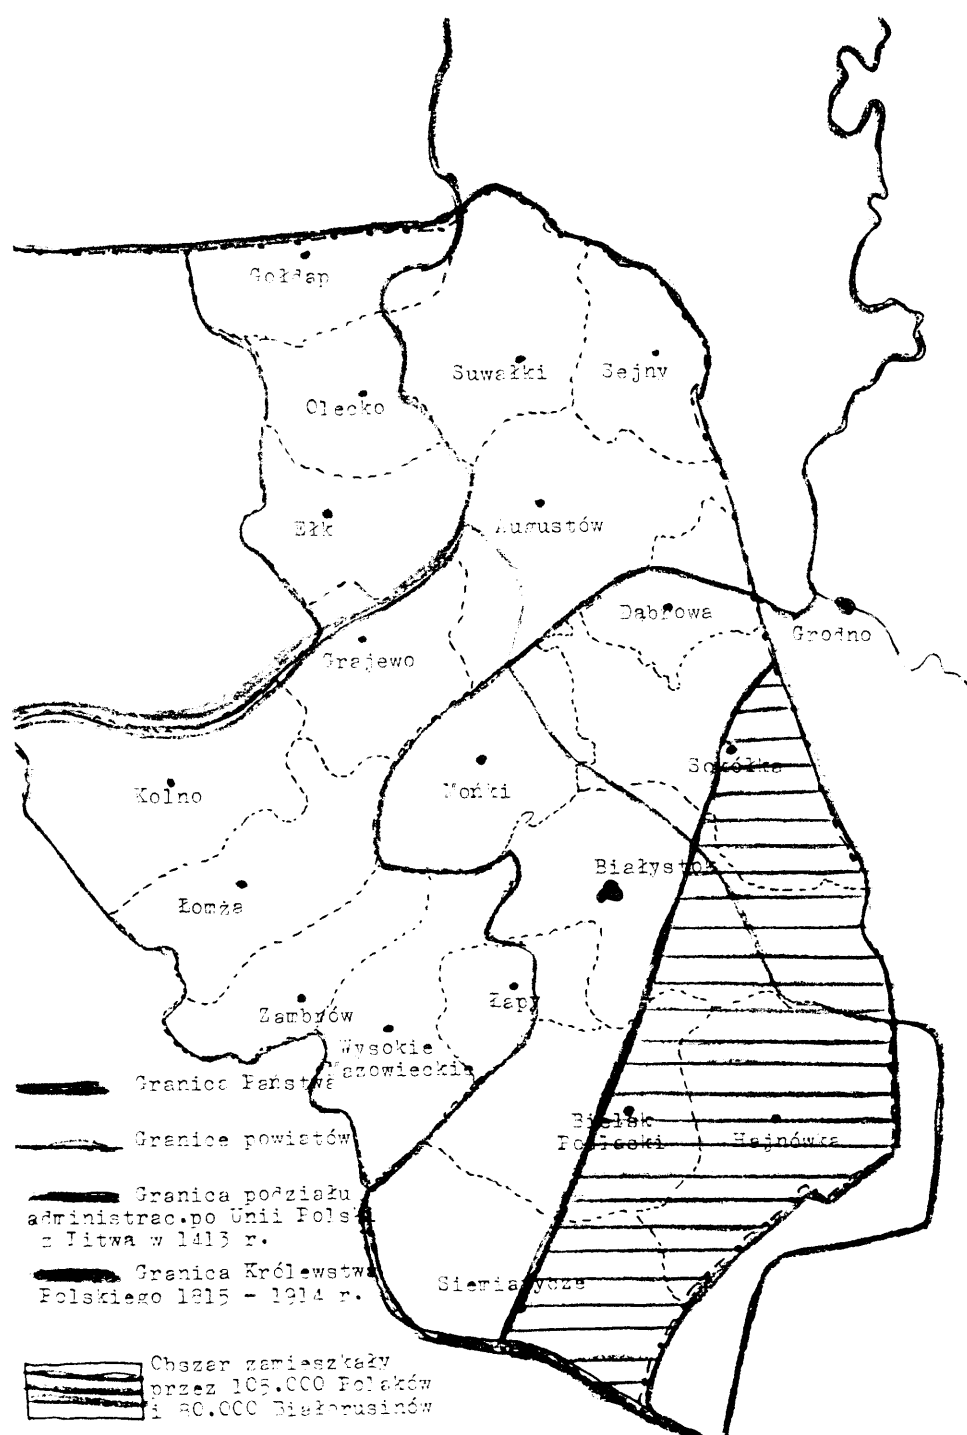 Gołdap
Suwałki
Sejny
Olecko
Ełk
Augustów
Dąbrowa
Grodno
Grajewo
Sokółka
Kolno
Mońki
Białystok
Łomża
Łapy
Zambrów
Wysokie
Mazowieckie
Granica Państwa
Granice powiatów
Bielsk
Podlaski
Hajnówka
Granica podziału
administrac.po Unii Polski
z Litwa w 1413 r.
Granica Królewstwa
Polskiego 1815 - 1914 r.
Siemiatycze
Obszar zamieszkały
przez 105.000 Polaków
i 80.000 Białorusinów